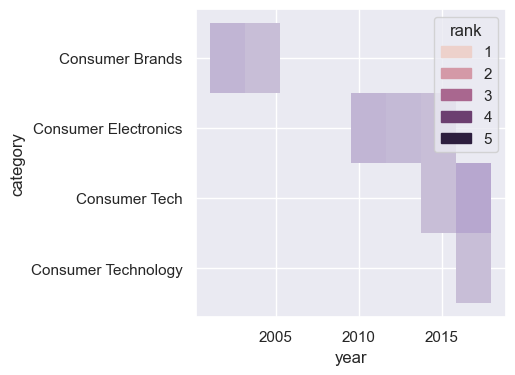 rank
1
2
3
4
5
category
Consumer Brands
Consumer Electronics
Consumer Tech
Consumer Technology
2005 2010 2015
year